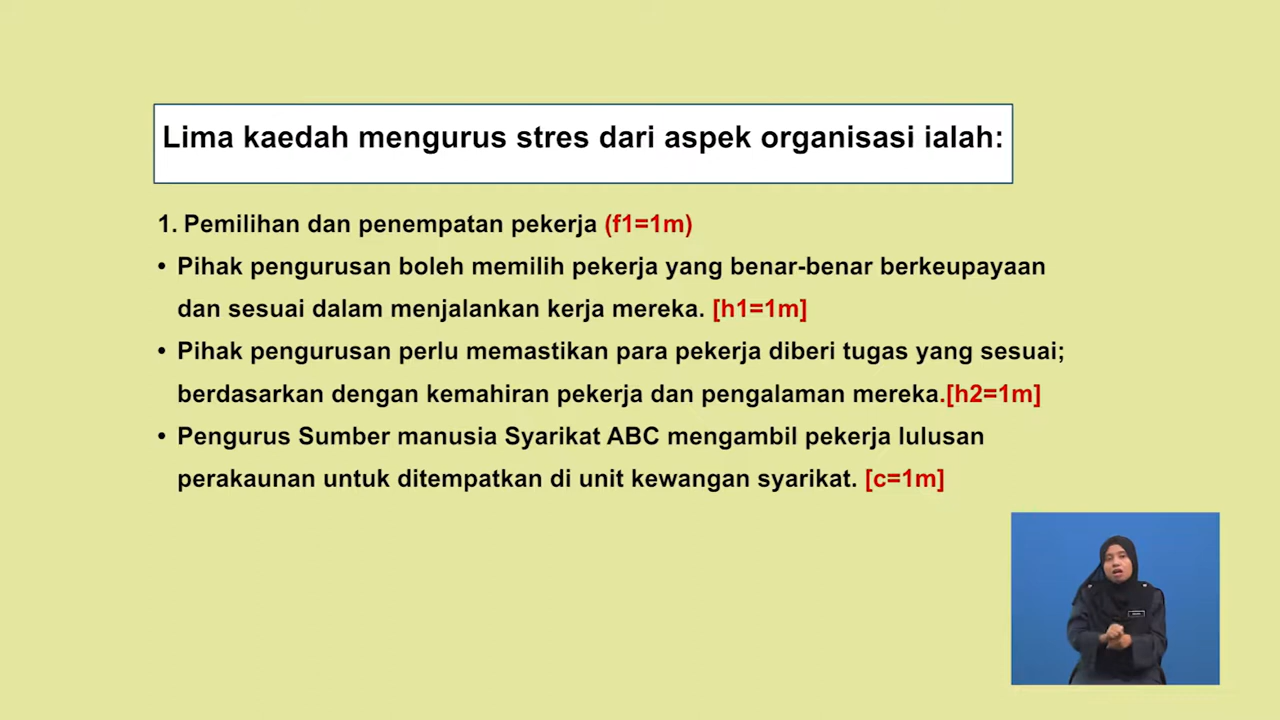 Lima kaedah mengurus stres dari aspek organisasi ialah:
1. Pemilihan dan penempatan pekerja (f1=1m)
• Pihak pengurusan boleh memilih pekerja yang benar-benar berkeupayaan
dan sesuai dalam menjalankan kerja mereka. [h1=1m]
• Pihak pengurusan perlu memastikan para pekerja diberi tugas yang sesuai;
berdasarkan dengan kemahiran pekerja dan pengalaman mereka.[h2=1m]
• Pengurus Sumber manusia Syarikat ABC mengambil pekerja lulusan
perakaunan untuk ditempatkan di unit kewangan syarikat. [c=1m]